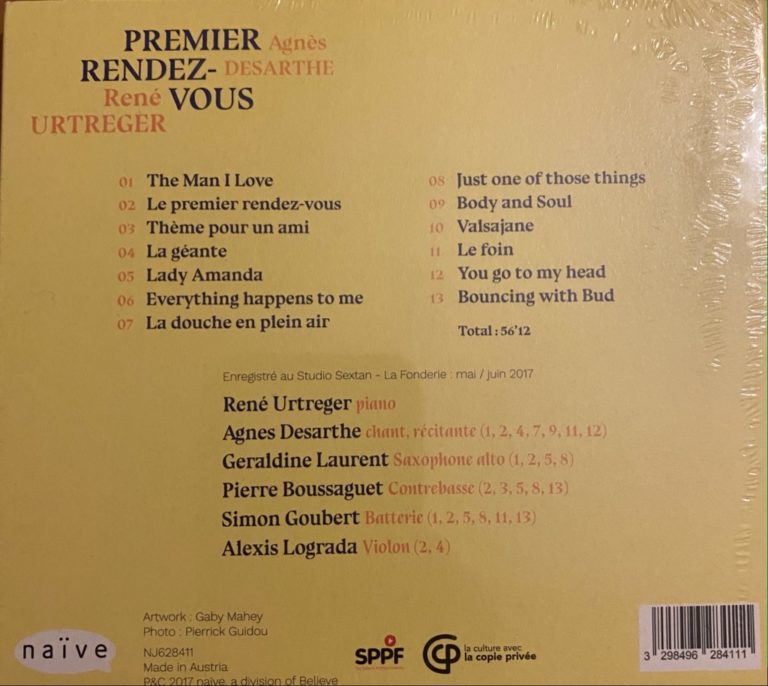 PREMIER Agnès
RENDEZ- DESARTHE
René VOUS
URTREGER
01 The Man I Love
02 Le premier rendez-vous
03 Thème pour un ami
04 La géante
05 Lady Amanda
06 Everything happens to me
07 La douche en plein air
08 Just one of those things
09 Body and Soul
10 Valsajane
11 Le foin
12 You go to my head
13 Bouncing with Bud
Total : 56'12
Enregistré au Studio Sextan - La Fonderie : mai / juin 2017
René Urtreger piano
Agnes Desarthe chant, récitante (1, 2, 4, 7, 9, 11, 12)
Geraldine Laurent Saxophone alto (1, 2, 5, 8)
Pierre Boussaguet Contrebasse (2, 3, 5, 8, 13)
Simon Goubert Batterie (1, 2, 5, 8, 11, 13)
Alexis Lograda Violon (2, 4)
naïve
Artwork : Gaby Mahey
Photo : Pierrick Guidou
NJ628411
Made in Austria
P&C 2017 naïve, a division of Believe
SPPF
la culture avec
la copie privée
3 298496 284111